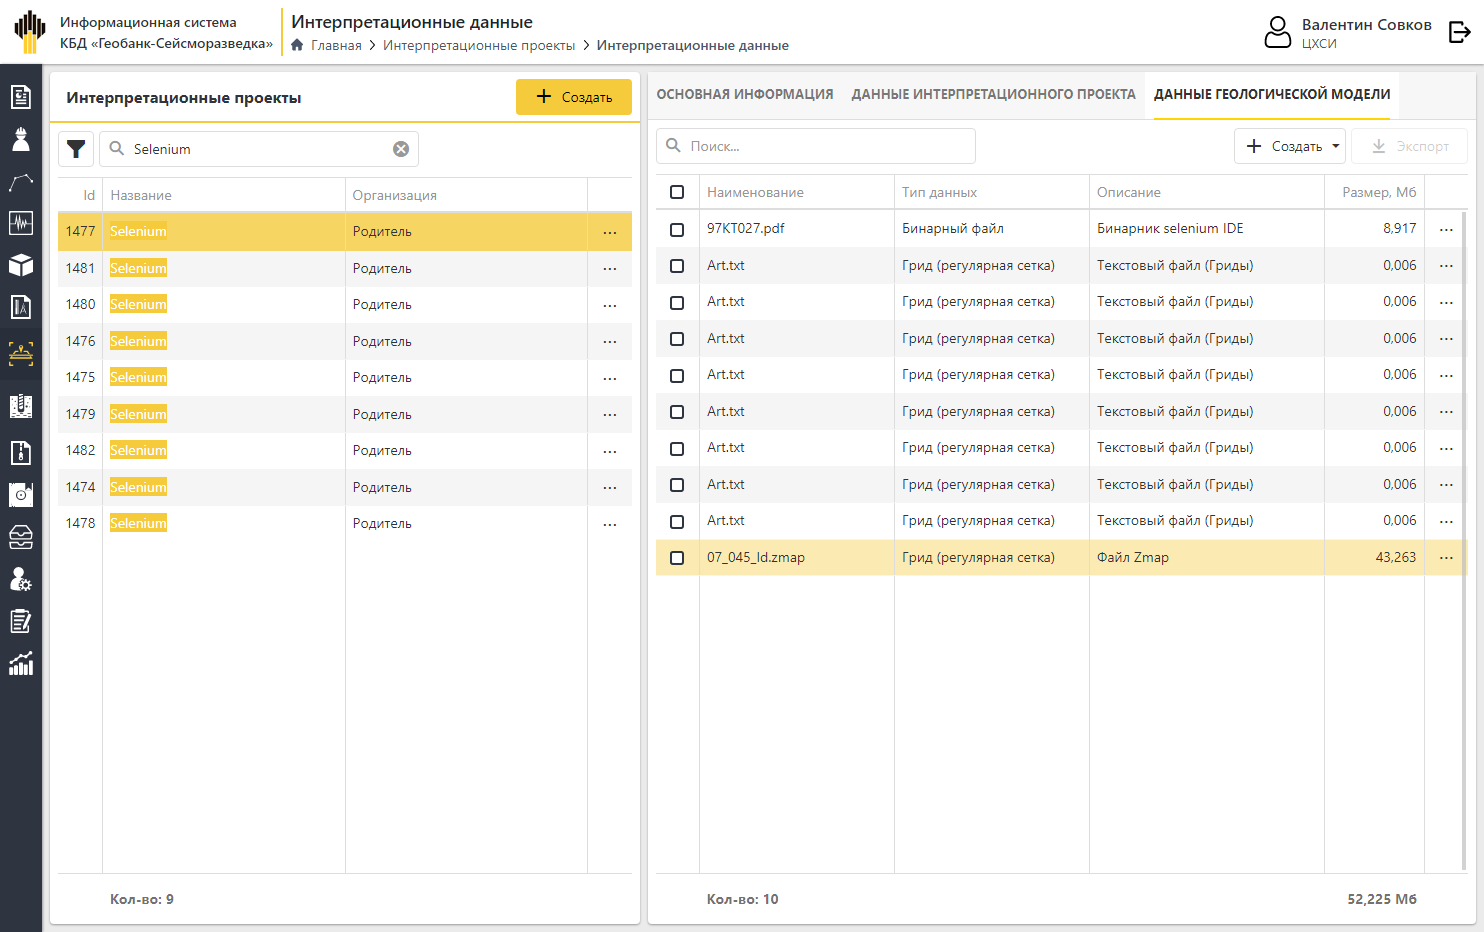 Информационная система
КБД «Геобанк-Сейсморазведка»
Интерпретационные данные
Главная > Интерпретационные проекты > Интерпретационные данные
Валентин Совков
ЦХСИ
Интерпретационные проекты
+ Создать
Selenium
Id Название Организация
1477 Selenium Родитель ...
1481 Selenium Родитель ...
1480 Selenium Родитель ...
1476 Selenium Родитель ...
1475 Selenium Родитель ...
1479 Selenium Родитель ...
1482 Selenium Родитель ...
1474 Selenium Родитель ...
1478 Selenium Родитель ...
Кол-во: 9
ОСНОВНАЯ ИНФОРМАЦИЯ ДАННЫЕ ИНТЕРПРЕТАЦИОННОГО ПРОЕКТА ДАННЫЕ ГЕОЛОГИЧЕСКОЙ МОДЕЛИ
Поиск... + Создать Экспорт
Наименование Тип данных Описание Размер, Мб
97КТ027.pdf Бинарный файл Бинарник selenium IDE 8,917 ...
Art.txt Грид (регулярная сетка) Текстовый файл (Гриды) 0,006 ...
Art.txt Грид (регулярная сетка) Текстовый файл (Гриды) 0,006 ...
Art.txt Грид (регулярная сетка) Текстовый файл (Гриды) 0,006 ...
Art.txt Грид (регулярная сетка) Текстовый файл (Гриды) 0,006 ...
Art.txt Грид (регулярная сетка) Текстовый файл (Гриды) 0,006 ...
Art.txt Грид (регулярная сетка) Текстовый файл (Гриды) 0,006 ...
Art.txt Грид (регулярная сетка) Текстовый файл (Гриды) 0,006 ...
Art.txt Грид (регулярная сетка) Текстовый файл (Гриды) 0,006 ...
07_045_ld.zmap Грид (регулярная сетка) Файл Zmap 43,263 ...
Кол-во: 10 52,225 Мб